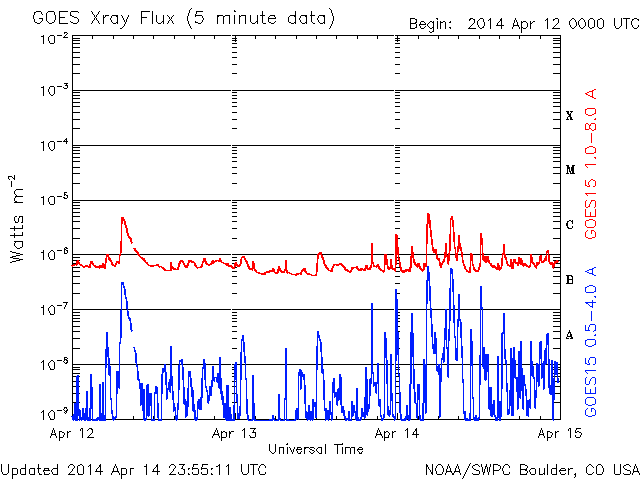 GOES Xray Flux (5 minute data)
Begin: 2014 Apr 12 0000 UTC
10⁻²
10⁻³
10⁻⁴
10⁻⁵
10⁻⁶
10⁻⁷
10⁻⁸
10⁻⁹
Watts m⁻²
X
M
C
B
A
GOES15 1.0-8.0 A
GOES15 0.5-4.0 A
Apr 12
Apr 13
Apr 14
Apr 15
Universal Time
Updated 2014 Apr 14 23:55:11 UTC
NOAA/SWPC Boulder, CO USA